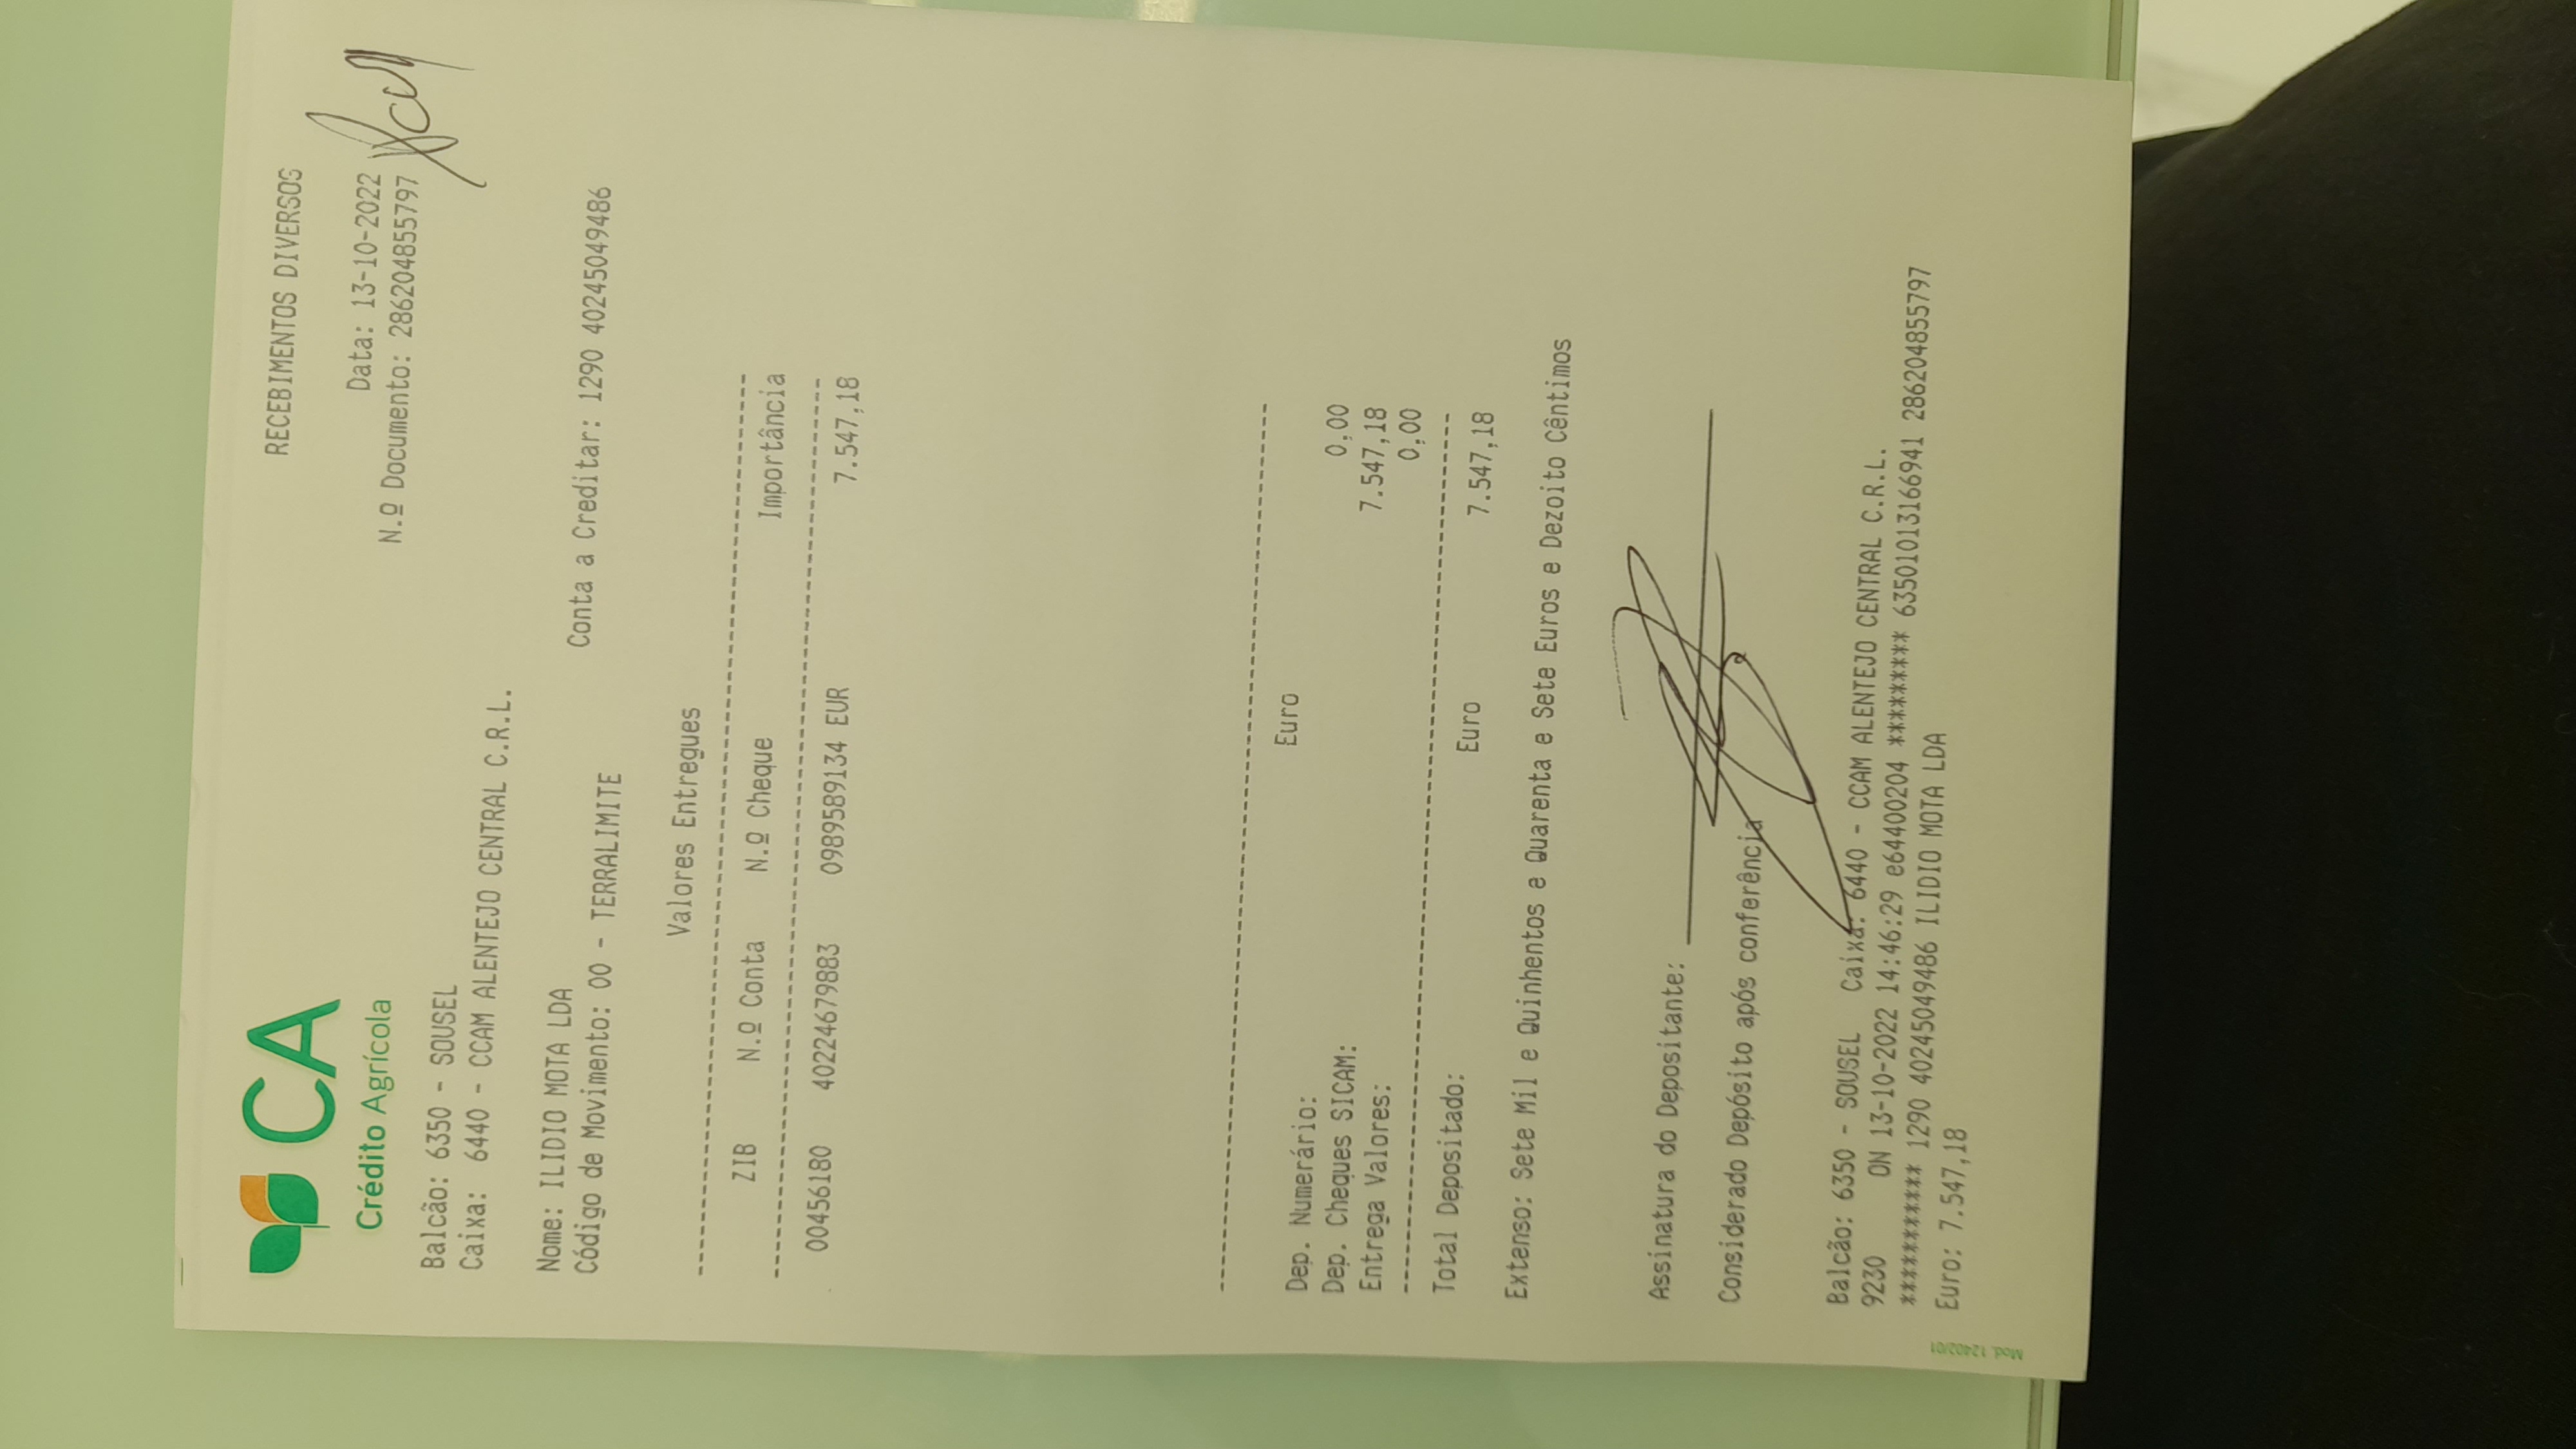 CA
Crédito Agrícola
RECEBIMENTOS DIVERSOS
Data: 13-10-2022
N.º Documento: 286204855797
Balcão: 6350 - SOUSEL
Caixa: 6440 - CCAM ALENTEJO CENTRAL C.R.L.
Nome: ILIDIO MOTA LDA Conta a Creditar: 1290 40245049486
Código de Movimento: 00 - TERRALIMITE
Valores Entregues
ZIB N.º Conta N.º Cheque Importância
00456180 40224679883 0989589134 EUR 7.547,18
Euro
Dep. Numerário: 0,00
Dep. Cheques SICAM: 7.547,18
Entrega Valores: 0,00
Total Depositado: Euro 7.547,18
Extenso: Sete Mil e Quinhentos e Quarenta e Sete Euros e Dezoito Cêntimos
Assinatura do Depositante:
Considerado Depósito após conferência
Balcão: 6350 - SOUSEL Caixa: 6440 - CCAM ALENTEJO CENTRAL C.R.L.
9230 ON 13-10-2022 14:46:29 e64400204 ******** 63501013166941 286204855797
*********** 1290 40245049486 ILIDIO MOTA LDA
Euro: 7.547,18
Mod. 12402/01